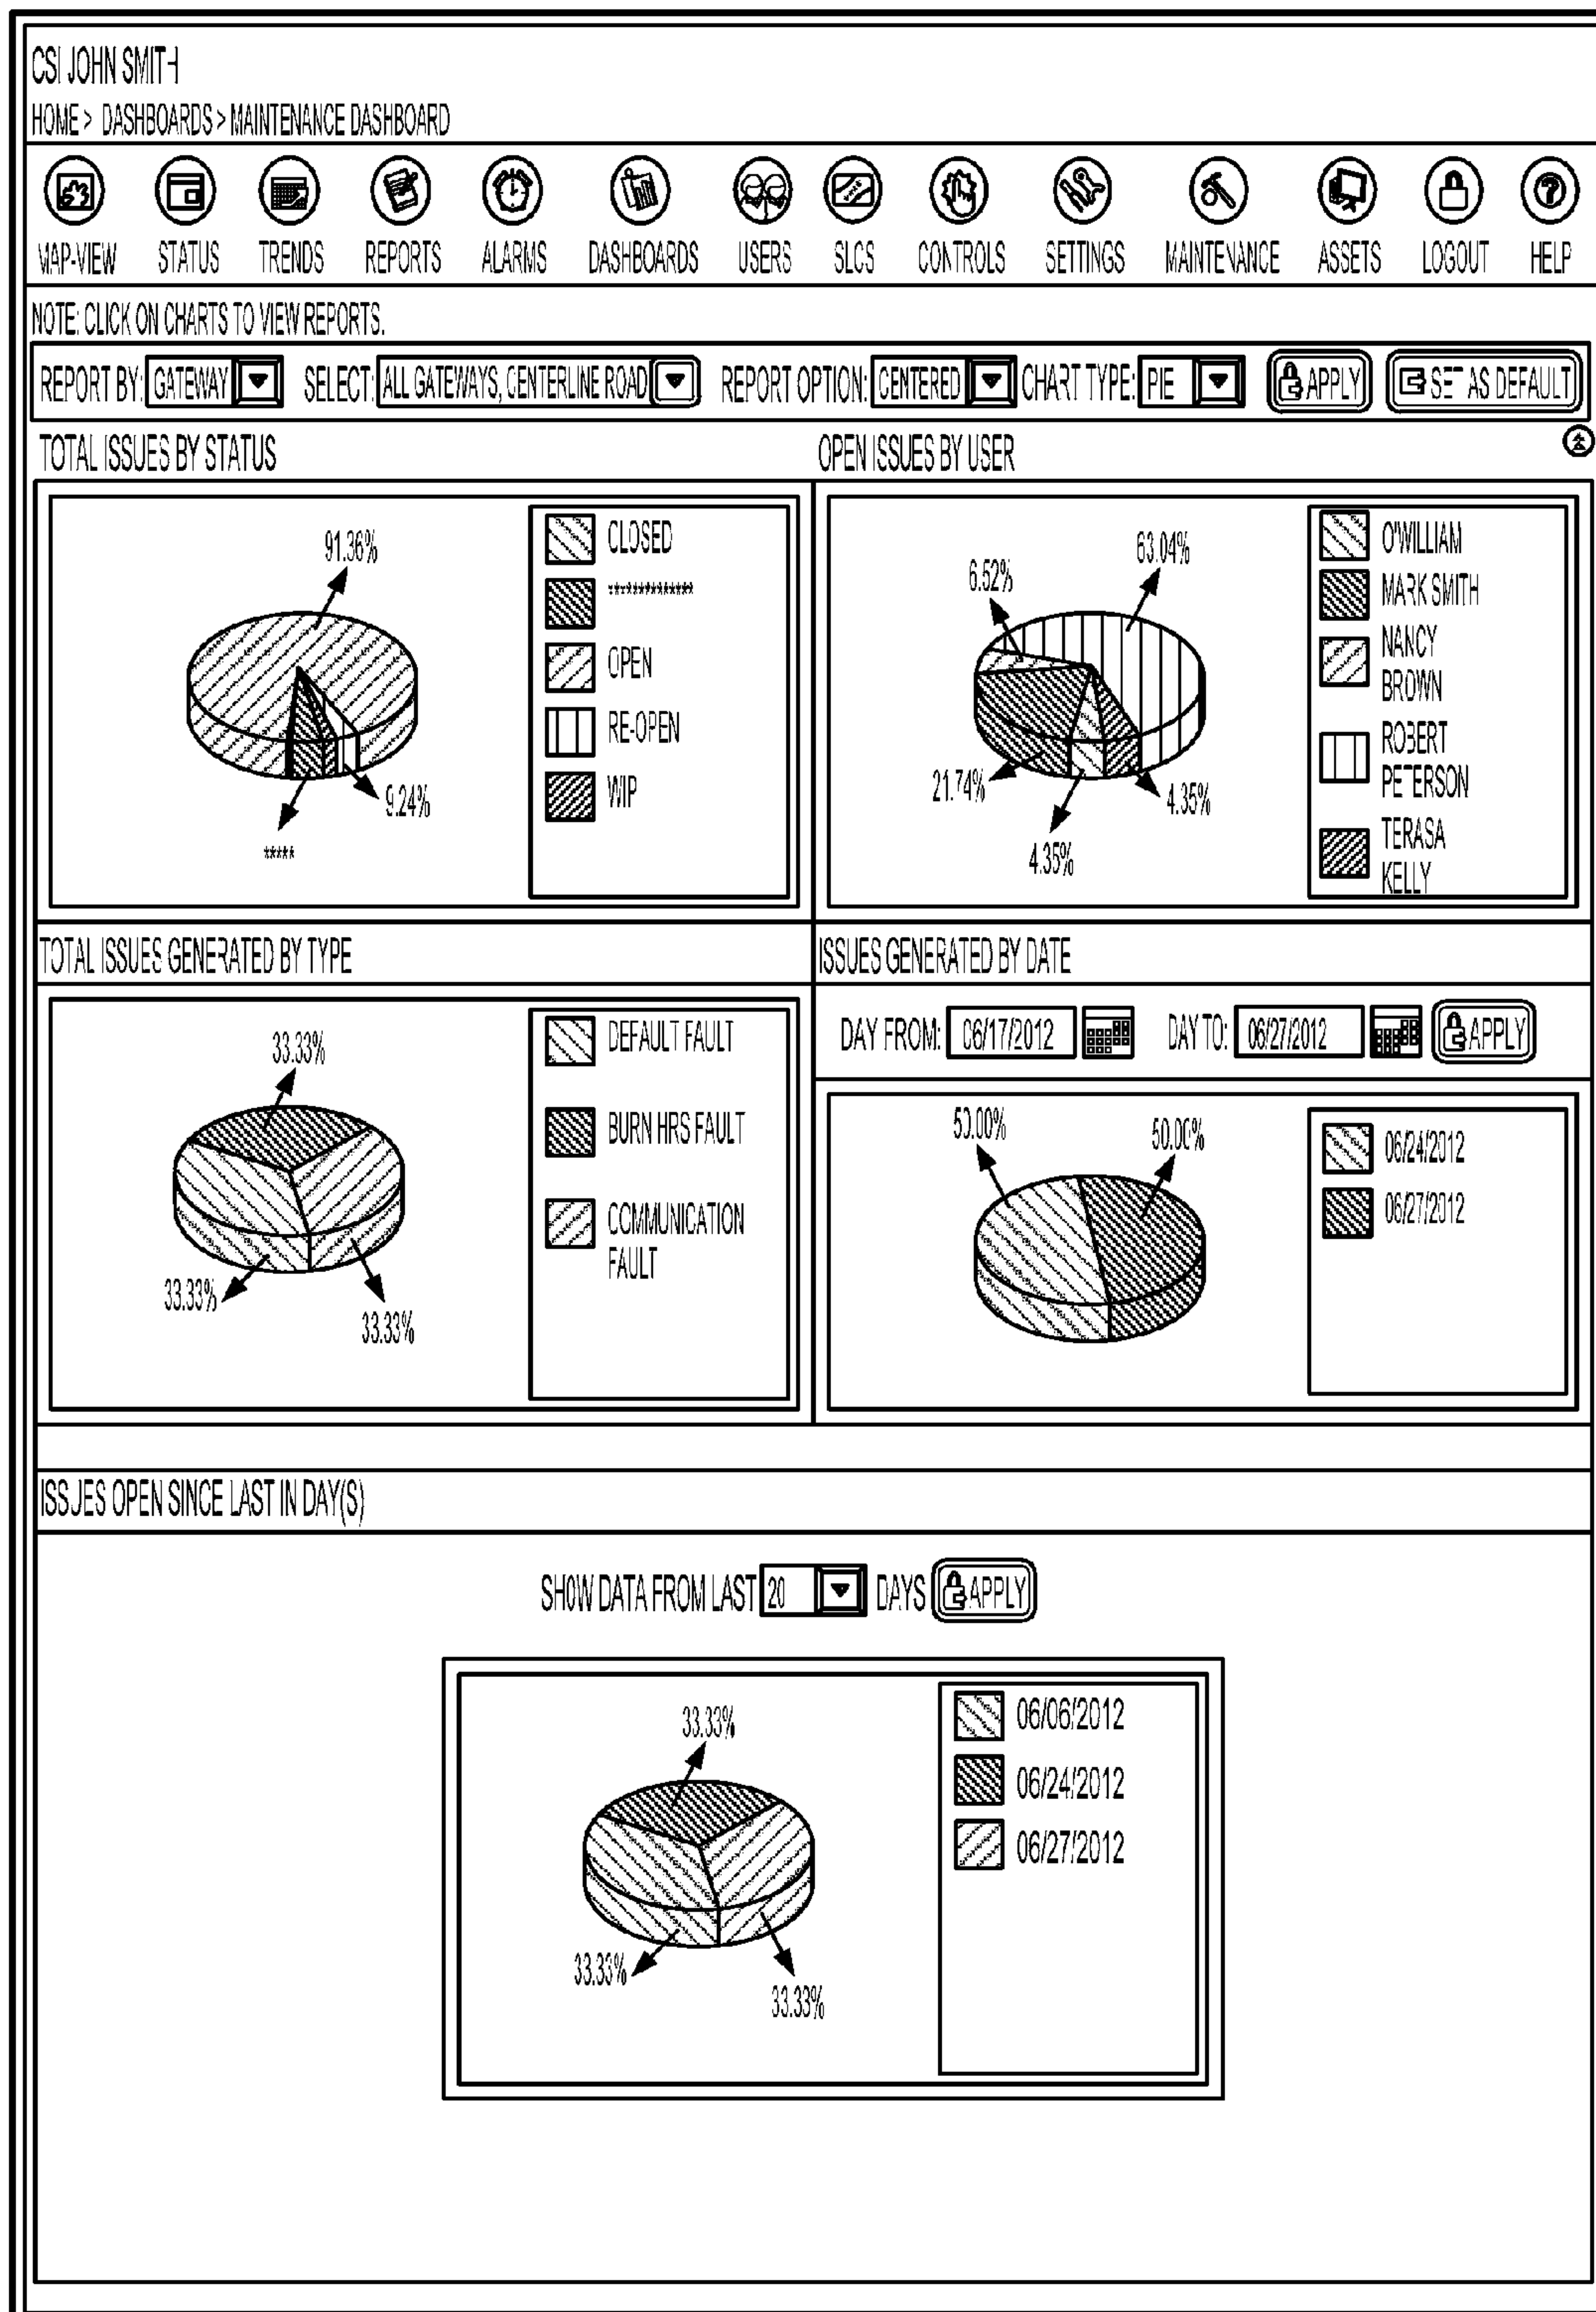 CSI JOHN SMITH
HOME > DASHBOARDS > MAINTENANCE DASHBOARD
MAP-VIEW STATUS TRENDS REPORTS ALARMS DASHBOARDS USERS SLCS CONTROLS SETTINGS MAINTENANCE ASSETS LOGOUT HELP
NOTE: CLICK ON CHARTS TO VIEW REPORTS.
REPORT BY: GATEWAY SELECT: ALL GATEWAYS, CENTERLINE ROAD REPORT OPTION: CENTERED CHART TYPE: PIE APPLY SET AS DEFAULT
TOTAL ISSUES BY STATUS
91.36%
9.24%
*****
CLOSED
*************
OPEN
RE-OPEN
WIP
OPEN ISSUES BY USER
6.52%
63.04%
21.74%
4.35%
4.35%
O'WILLIAM
MARK SMITH
NANCY
BROWN
ROBERT
PETERSON
TERASA
KELLY
TOTAL ISSUES GENERATED BY TYPE
33.33%
33.33%
33.33%
DEFAULT FAULT
BURN HRS FAULT
COMMUNICATION
FAULT
ISSUES GENERATED BY DATE
DAY FROM: 06/17/2012 DAY TO: 06/27/2012 APPLY
50.00%
50.00%
06/24/2012
06/27/2012
ISSUES OPEN SINCE LAST IN DAY(S)
SHOW DATA FROM LAST 20 DAYS APPLY
33.33%
33.33%
33.33%
06/06/2012
06/24/2012
06/27/2012